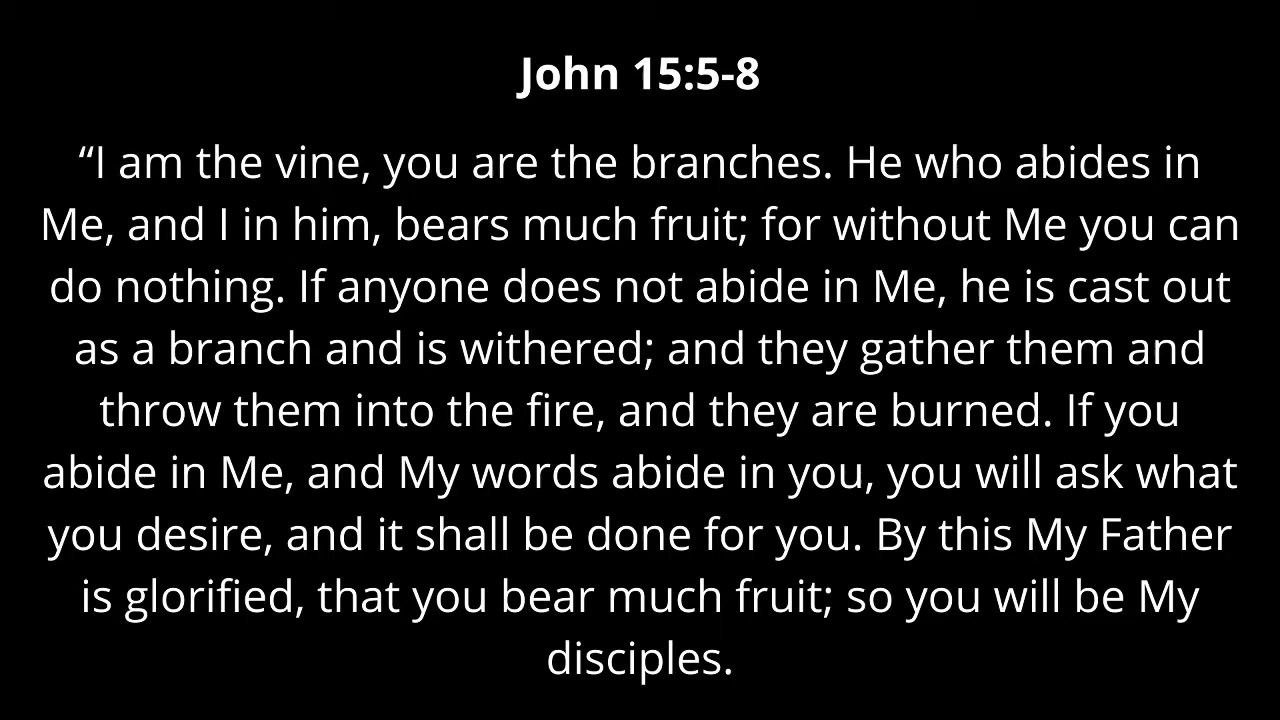 John 15:5-8
“I am the vine, you are the branches. He who abides in
Me, and I in him, bears much fruit; for without Me you can
do nothing. If anyone does not abide in Me, he is cast out
as a branch and is withered; and they gather them and
throw them into the fire, and they are burned. If you
abide in Me, and My words abide in you, you will ask what
you desire, and it shall be done for you. By this My Father
is glorified, that you bear much fruit; so you will be My
disciples.